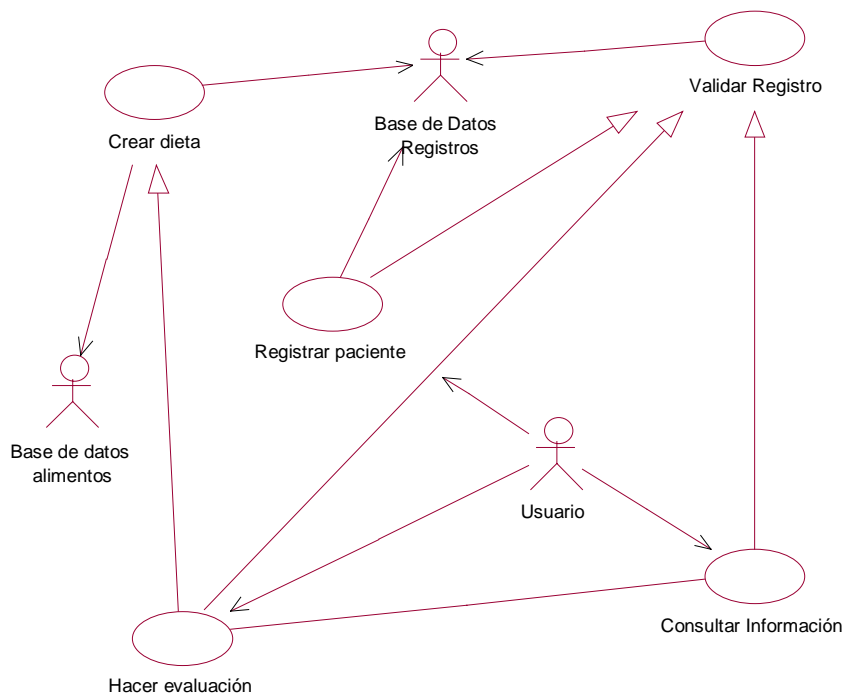 Validar Registro
Base de Datos
Registros
Crear dieta
Registrar paciente
Base de datos
alimentos
Usuario
Consultar Información
Hacer evaluación